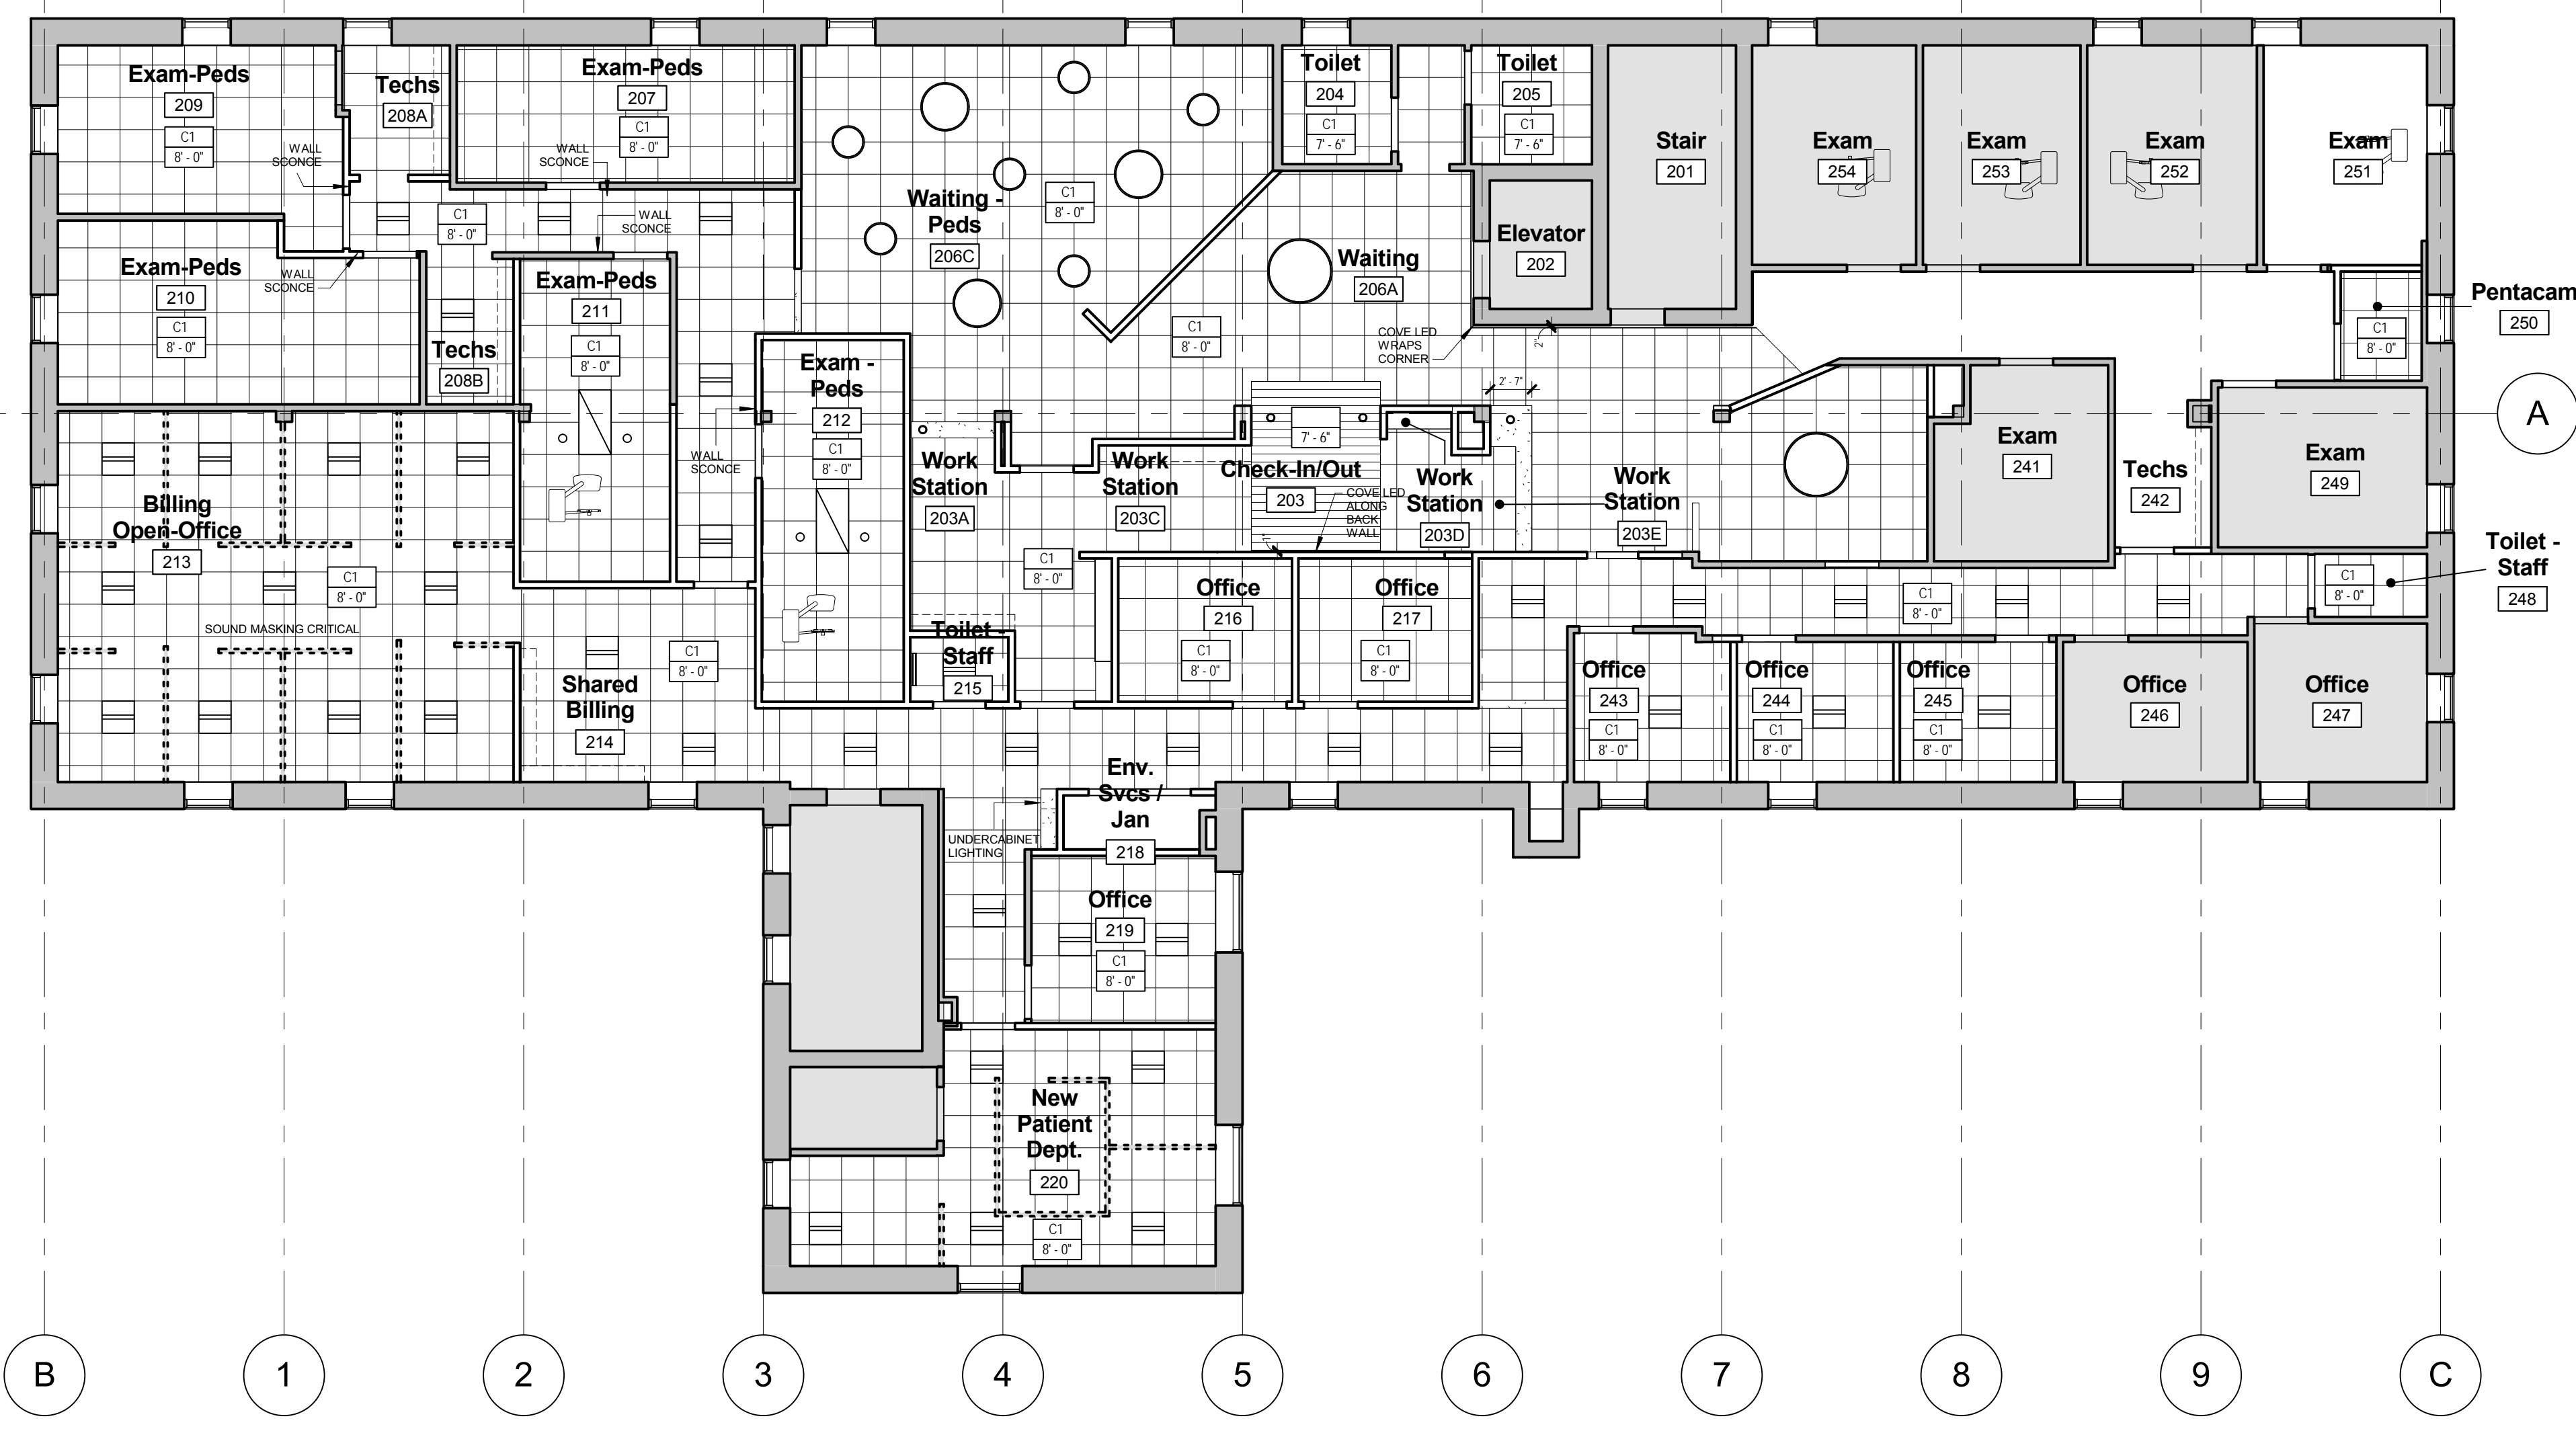 Exam-Peds
209
C1
8' - 0"
WALL
SCONCE
Techs
208A
Exam-Peds
207
C1
8' - 0"
WALL
SCONCE
C1
8' - 0"
WALL
SCONCE
Waiting -
Peds
206C
C1
8' - 0"
Toilet
204
C1
7' - 6"
Toilet
205
C1
7' - 6"
Stair
201
Exam
254
Exam
253
Exam
252
Exam
251
Exam-Peds
210
C1
8' - 0"
WALL
SCONCE
Techs
208B
Exam-Peds
211
C1
8' - 0"
Waiting
206A
C1
8' - 0"
Elevator
202
COVE LED
WRAPS
CORNER
2"
Pentacam
250
C1
8' - 0"
Exam -
Peds
212
C1
8' - 0"
WALL
SCONCE
2' - 7"
A
Billing
Open-Office
213
C1
8' - 0"
SOUND MASKING CRITICAL
Work
Station
203A
Work
Station
203C
C1
8' - 0"
7' - 6"
Check-In/Out
203
COVE LED
ALONG
BACK
WALL
1"
Work
Station
203D
Work
Station
203E
Exam
241
Techs
242
Exam
249
Toilet -
Staff
248
C1
8' - 0"
C1
8' - 0"
Shared
Billing
214
C1
8' - 0"
Toilet -
Staff
215
Office
216
C1
8' - 0"
Office
217
C1
8' - 0"
Office
243
C1
8' - 0"
Office
244
C1
8' - 0"
Office
245
C1
8' - 0"
Office
246
Office
247
Env.
Svcs /
Jan
218
UNDERCABINET
LIGHTING
Office
219
C1
8' - 0"
New
Patient
Dept.
220
C1
8' - 0"
B
1
2
3
4
5
6
7
8
9
C